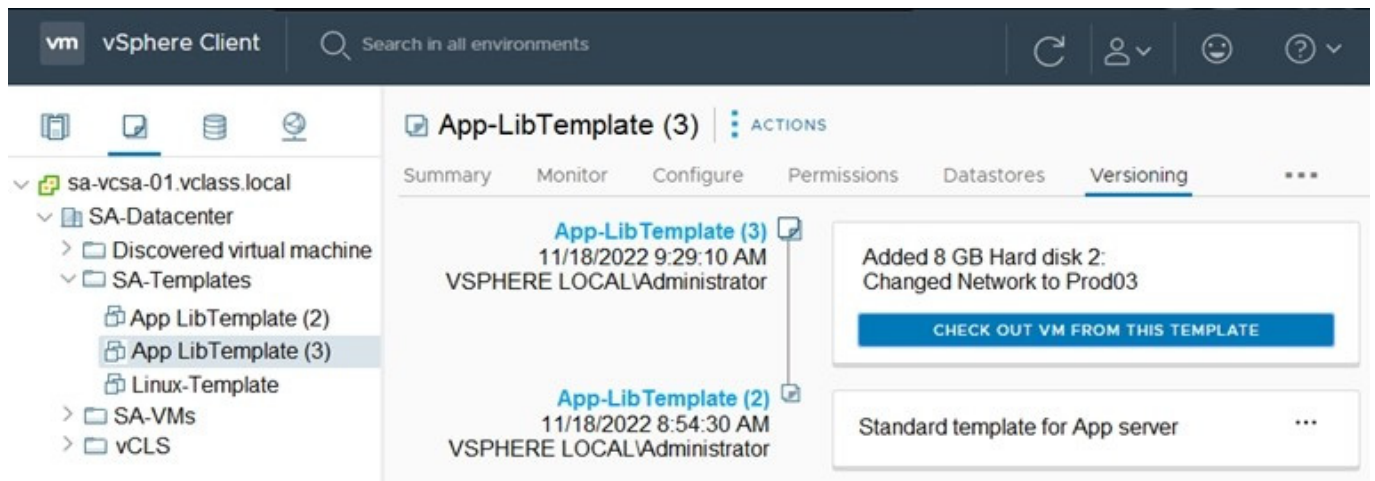 vm vSphere Client Search in all environments
App-LibTemplate (3) ACTIONS
Summary Monitor Configure Permissions Datastores Versioning
sa-vcsa-01.vclass.local
SA-Datacenter
Discovered virtual machine
SA-Templates
App LibTemplate (2)
App LibTemplate (3)
Linux-Template
SA-VMs
vCLS
App-LibTemplate (3)
11/18/2022 9:29:10 AM
VSPHERE LOCAL\Administrator
Added 8 GB Hard disk 2:
Changed Network to Prod03
CHECK OUT VM FROM THIS TEMPLATE
App-LibTemplate (2)
11/18/2022 8:54:30 AM
VSPHERE LOCAL\Administrator
Standard template for App server